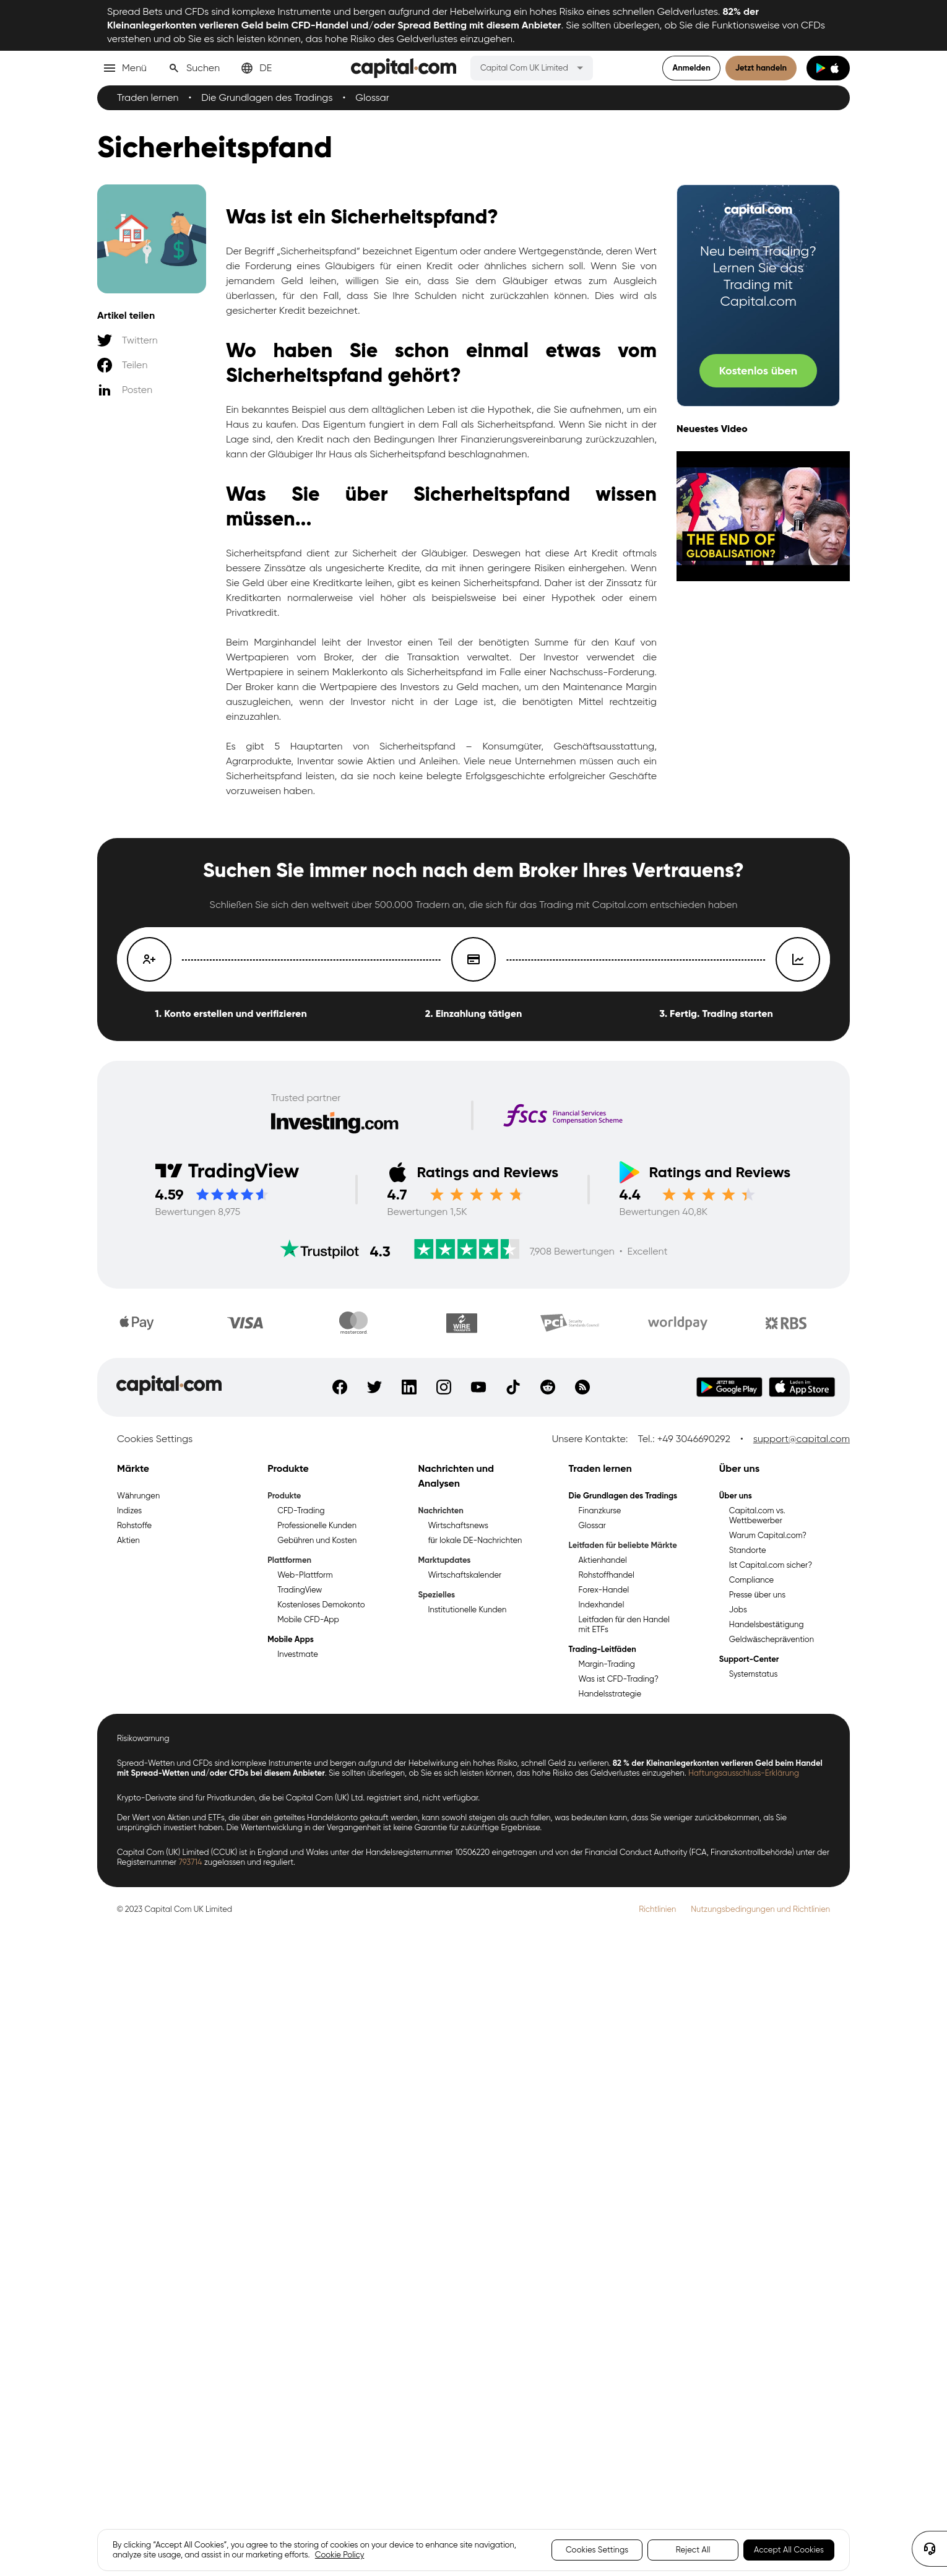 Spread Bets und CFDs sind komplexe Instrumente und bergen aufgrund der Hebelwirkung ein hohes Risiko eines schnellen Geldverlustes. 82% der
Kleinanlegerkonten verlieren Geld beim CFD-Handel und/oder Spread Betting mit diesem Anbieter. Sie sollten überlegen, ob Sie die Funktionsweise von CFDs
verstehen und ob Sie es sich leisten können, das hohe Risiko des Geldverlustes einzugehen.
Menü
Suchen
DE
capital.com
Capital Com UK Limited
Anmelden
Jetzt handeln
Traden lernen • Die Grundlagen des Tradings • Glossar
Sicherheitspfand
Artikel teilen
Twittern
Teilen
Posten
Was ist ein Sicherheitspfand?
Der Begriff „Sicherheitspfand“ bezeichnet Eigentum oder andere Wertgegenstände, deren Wert
die Forderung eines Gläubigers für einen Kredit oder ähnliches sichern soll. Wenn Sie von
jemandem Geld leihen, willigen Sie ein, dass Sie dem Gläubiger etwas zum Ausgleich
überlassen, für den Fall, dass Sie Ihre Schulden nicht zurückzahlen können. Dies wird als
gesicherter Kredit bezeichnet.
Wo haben Sie schon einmal etwas vom
Sicherheitspfand gehört?
Ein bekanntes Beispiel aus dem alltäglichen Leben ist die Hypothek, die Sie aufnehmen, um ein
Haus zu kaufen. Das Eigentum fungiert in dem Fall als Sicherheitspfand. Wenn Sie nicht in der
Lage sind, den Kredit nach den Bedingungen Ihrer Finanzierungsvereinbarung zurückzuzahlen,
kann der Gläubiger Ihr Haus als Sicherheitspfand beschlagnahmen.
Was Sie über Sicherheitspfand wissen
müssen...
Sicherheitspfand dient zur Sicherheit der Gläubiger. Deswegen hat diese Art Kredit oftmals
bessere Zinssätze als ungesicherte Kredite, da mit ihnen geringere Risiken einhergehen. Wenn
Sie Geld über eine Kreditkarte leihen, gibt es keinen Sicherheitspfand. Daher ist der Zinssatz für
Kreditkarten normalerweise viel höher als beispielsweise bei einer Hypothek oder einem
Privatkredit.
Beim Marginhandel leiht der Investor einen Teil der benötigten Summe für den Kauf von
Wertpapieren vom Broker, der die Transaktion verwaltet. Der Investor verwendet die
Wertpapiere in seinem Maklerkonto als Sicherheitspfand im Falle einer Nachschuss-Forderung.
Der Broker kann die Wertpapiere des Investors zu Geld machen, um den Maintenance Margin
auszugleichen, wenn der Investor nicht in der Lage ist, die benötigten Mittel rechtzeitig
einzuzahlen.
Es gibt 5 Hauptarten von Sicherheitspfand – Konsumgüter, Geschäftsausstattung,
Agrarprodukte, Inventar sowie Aktien und Anleihen. Viele neue Unternehmen müssen auch ein
Sicherheitspfand leisten, da sie noch keine belegte Erfolgsgeschichte erfolgreicher Geschäfte
vorzuweisen haben.
capital.com
Neu beim Trading?
Lernen Sie das
Trading mit
Capital.com
Kostenlos üben
Neuestes Video
THE END OF
GLOBALISATION?
Suchen Sie immer noch nach dem Broker Ihres Vertrauens?
Schließen Sie sich den weltweit über 500.000 Tradern an, die sich für das Trading mit Capital.com entschieden haben
1. Konto erstellen und verifizieren
2. Einzahlung tätigen
3. Fertig. Trading starten
Trusted partner
Investing.com
fscs Financial Services
Compensation Scheme
TradingView
4.59
Bewertungen 8,975
Ratings and Reviews
4.7
Bewertungen 1,5K
Ratings and Reviews
4.4
Bewertungen 40,8K
Trustpilot 4.3 7,908 Bewertungen • Excellent
Pay
VISA
mastercard
WIRE
TRANSFER
PCI Security
Standards Council
worldpay
RBS
capital.com
JETZT BEI
Google Play
Laden im
App Store
Cookies Settings
Unsere Kontakte: Tel.: +49 3046690292 • support@capital.com
Märkte
Währungen
Indizes
Rohstoffe
Aktien
Produkte
Produkte
CFD-Trading
Professionelle Kunden
Gebühren und Kosten
Plattformen
Web-Plattform
TradingView
Kostenloses Demokonto
Mobile CFD-App
Mobile Apps
Investmate
Nachrichten und
Analysen
Nachrichten
Wirtschaftsnews
für lokale DE-Nachrichten
Marktupdates
Wirtschaftskalender
Spezielles
Institutionelle Kunden
Traden lernen
Die Grundlagen des Tradings
Finanzkurse
Glossar
Leitfaden für beliebte Märkte
Aktienhandel
Rohstoffhandel
Forex-Handel
Indexhandel
Leitfaden für den Handel
mit ETFs
Trading-Leitfäden
Margin-Trading
Was ist CFD-Trading?
Handelsstrategie
Über uns
Über uns
Capital.com vs.
Wettbewerber
Warum Capital.com?
Standorte
Ist Capital.com sicher?
Compliance
Presse über uns
Jobs
Handelsbestätigung
Geldwäscheprävention
Support-Center
Systemstatus
Risikowarnung
Spread-Wetten und CFDs sind komplexe Instrumente und bergen aufgrund der Hebelwirkung ein hohes Risiko, schnell Geld zu verlieren. 82 % der Kleinanlegerkonten verlieren Geld beim Handel
mit Spread-Wetten und/oder CFDs bei diesem Anbieter. Sie sollten überlegen, ob Sie es sich leisten können, das hohe Risiko des Geldverlustes einzugehen. Haftungsausschluss-Erklärung
Krypto-Derivate sind für Privatkunden, die bei Capital Com (UK) Ltd. registriert sind, nicht verfügbar.
Der Wert von Aktien und ETFs, die über ein geteiltes Handelskonto gekauft werden, kann sowohl steigen als auch fallen, was bedeuten kann, dass Sie weniger zurückbekommen, als Sie
ursprünglich investiert haben. Die Wertentwicklung in der Vergangenheit ist keine Garantie für zukünftige Ergebnisse.
Capital Com (UK) Limited (CCUK) ist in England und Wales unter der Handelsregisternummer 10506220 eingetragen und von der Financial Conduct Authority (FCA, Finanzkontrollbehörde) unter der
Registernummer 793714 zugelassen und reguliert.
© 2023 Capital Com UK Limited
Richtlinien
Nutzungsbedingungen und Richtlinien
By clicking “Accept All Cookies”, you agree to the storing of cookies on your device to enhance site navigation,
analyze site usage, and assist in our marketing efforts. Cookie Policy
Cookies Settings
Reject All
Accept All Cookies